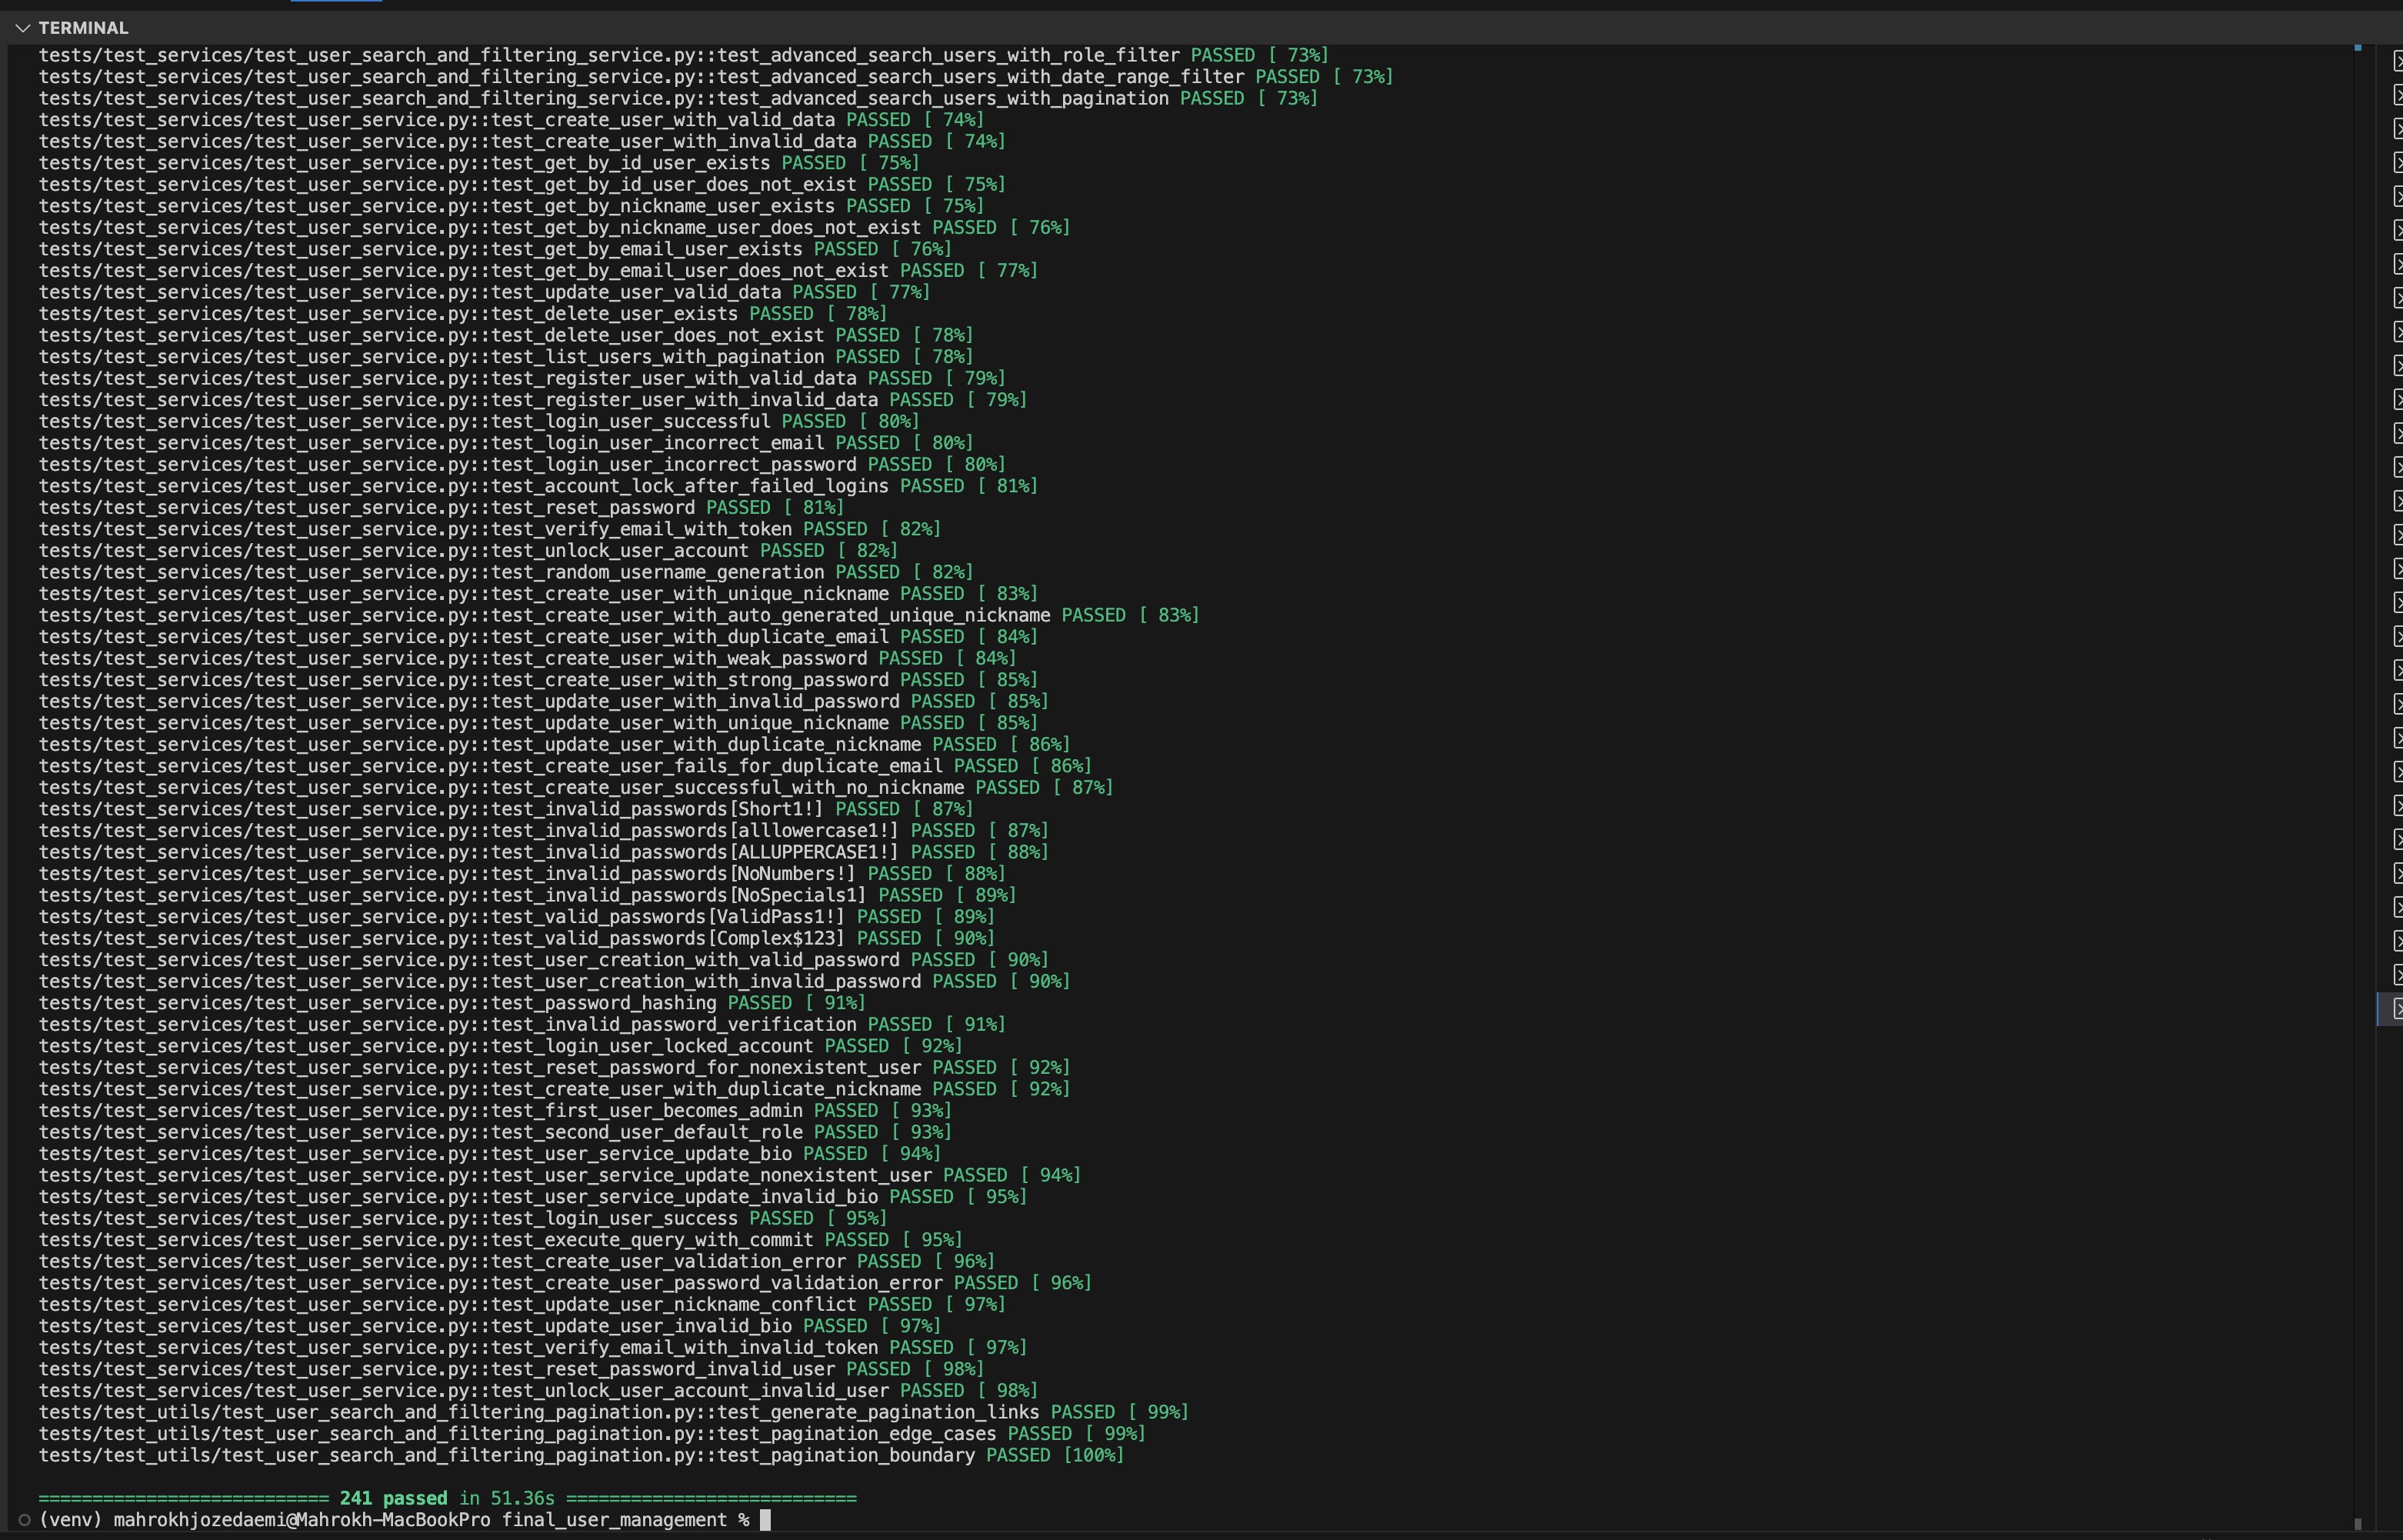 TERMINAL
tests/test_services/test_user_search_and_filtering_service.py::test_advanced_search_users_with_role_filter PASSED [ 73%]
tests/test_services/test_user_search_and_filtering_service.py::test_advanced_search_users_with_date_range_filter PASSED [ 73%]
tests/test_services/test_user_search_and_filtering_service.py::test_advanced_search_users_with_pagination PASSED [ 73%]
tests/test_services/test_user_service.py::test_create_user_with_valid_data PASSED [ 74%]
tests/test_services/test_user_service.py::test_create_user_with_invalid_data PASSED [ 74%]
tests/test_services/test_user_service.py::test_get_by_id_user_exists PASSED [ 75%]
tests/test_services/test_user_service.py::test_get_by_id_user_does_not_exist PASSED [ 75%]
tests/test_services/test_user_service.py::test_get_by_nickname_user_exists PASSED [ 75%]
tests/test_services/test_user_service.py::test_get_by_nickname_user_does_not_exist PASSED [ 76%]
tests/test_services/test_user_service.py::test_get_by_email_user_exists PASSED [ 76%]
tests/test_services/test_user_service.py::test_get_by_email_user_does_not_exist PASSED [ 77%]
tests/test_services/test_user_service.py::test_update_user_valid_data PASSED [ 77%]
tests/test_services/test_user_service.py::test_delete_user_exists PASSED [ 78%]
tests/test_services/test_user_service.py::test_delete_user_does_not_exist PASSED [ 78%]
tests/test_services/test_user_service.py::test_list_users_with_pagination PASSED [ 78%]
tests/test_services/test_user_service.py::test_register_user_with_valid_data PASSED [ 79%]
tests/test_services/test_user_service.py::test_register_user_with_invalid_data PASSED [ 79%]
tests/test_services/test_user_service.py::test_login_user_successful PASSED [ 80%]
tests/test_services/test_user_service.py::test_login_user_incorrect_email PASSED [ 80%]
tests/test_services/test_user_service.py::test_login_user_incorrect_password PASSED [ 80%]
tests/test_services/test_user_service.py::test_account_lock_after_failed_logins PASSED [ 81%]
tests/test_services/test_user_service.py::test_reset_password PASSED [ 81%]
tests/test_services/test_user_service.py::test_verify_email_with_token PASSED [ 82%]
tests/test_services/test_user_service.py::test_unlock_user_account PASSED [ 82%]
tests/test_services/test_user_service.py::test_random_username_generation PASSED [ 82%]
tests/test_services/test_user_service.py::test_create_user_with_unique_nickname PASSED [ 83%]
tests/test_services/test_user_service.py::test_create_user_with_auto_generated_unique_nickname PASSED [ 83%]
tests/test_services/test_user_service.py::test_create_user_with_duplicate_email PASSED [ 84%]
tests/test_services/test_user_service.py::test_create_user_with_weak_password PASSED [ 84%]
tests/test_services/test_user_service.py::test_create_user_with_strong_password PASSED [ 85%]
tests/test_services/test_user_service.py::test_update_user_with_invalid_password PASSED [ 85%]
tests/test_services/test_user_service.py::test_update_user_with_unique_nickname PASSED [ 85%]
tests/test_services/test_user_service.py::test_update_user_with_duplicate_nickname PASSED [ 86%]
tests/test_services/test_user_service.py::test_create_user_fails_for_duplicate_email PASSED [ 86%]
tests/test_services/test_user_service.py::test_create_user_successful_with_no_nickname PASSED [ 87%]
tests/test_services/test_user_service.py::test_invalid_passwords[Short1!] PASSED [ 87%]
tests/test_services/test_user_service.py::test_invalid_passwords[alllowercase1!] PASSED [ 87%]
tests/test_services/test_user_service.py::test_invalid_passwords[ALLUPPERCASE1!] PASSED [ 88%]
tests/test_services/test_user_service.py::test_invalid_passwords[NoNumbers!] PASSED [ 88%]
tests/test_services/test_user_service.py::test_invalid_passwords[NoSpecials1] PASSED [ 89%]
tests/test_services/test_user_service.py::test_valid_passwords[ValidPass1!] PASSED [ 89%]
tests/test_services/test_user_service.py::test_valid_passwords[Complex$123] PASSED [ 90%]
tests/test_services/test_user_service.py::test_user_creation_with_valid_password PASSED [ 90%]
tests/test_services/test_user_service.py::test_user_creation_with_invalid_password PASSED [ 90%]
tests/test_services/test_user_service.py::test_password_hashing PASSED [ 91%]
tests/test_services/test_user_service.py::test_invalid_password_verification PASSED [ 91%]
tests/test_services/test_user_service.py::test_login_user_locked_account PASSED [ 92%]
tests/test_services/test_user_service.py::test_reset_password_for_nonexistent_user PASSED [ 92%]
tests/test_services/test_user_service.py::test_create_user_with_duplicate_nickname PASSED [ 92%]
tests/test_services/test_user_service.py::test_first_user_becomes_admin PASSED [ 93%]
tests/test_services/test_user_service.py::test_second_user_default_role PASSED [ 93%]
tests/test_services/test_user_service.py::test_user_service_update_bio PASSED [ 94%]
tests/test_services/test_user_service.py::test_user_service_update_nonexistent_user PASSED [ 94%]
tests/test_services/test_user_service.py::test_user_service_update_invalid_bio PASSED [ 95%]
tests/test_services/test_user_service.py::test_login_user_success PASSED [ 95%]
tests/test_services/test_user_service.py::test_execute_query_with_commit PASSED [ 95%]
tests/test_services/test_user_service.py::test_create_user_validation_error PASSED [ 96%]
tests/test_services/test_user_service.py::test_create_user_password_validation_error PASSED [ 96%]
tests/test_services/test_user_service.py::test_update_user_nickname_conflict PASSED [ 97%]
tests/test_services/test_user_service.py::test_update_user_invalid_bio PASSED [ 97%]
tests/test_services/test_user_service.py::test_verify_email_with_invalid_token PASSED [ 97%]
tests/test_services/test_user_service.py::test_reset_password_invalid_user PASSED [ 98%]
tests/test_services/test_user_service.py::test_unlock_user_account_invalid_user PASSED [ 98%]
tests/test_utils/test_user_search_and_filtering_pagination.py::test_generate_pagination_links PASSED [ 99%]
tests/test_utils/test_user_search_and_filtering_pagination.py::test_pagination_edge_cases PASSED [ 99%]
tests/test_utils/test_user_search_and_filtering_pagination.py::test_pagination_boundary PASSED [100%]
=========================== 241 passed in 51.36s ===========================
(venv) mahrokhjozedaemi@Mahrokh-MacBookPro final_user_management %